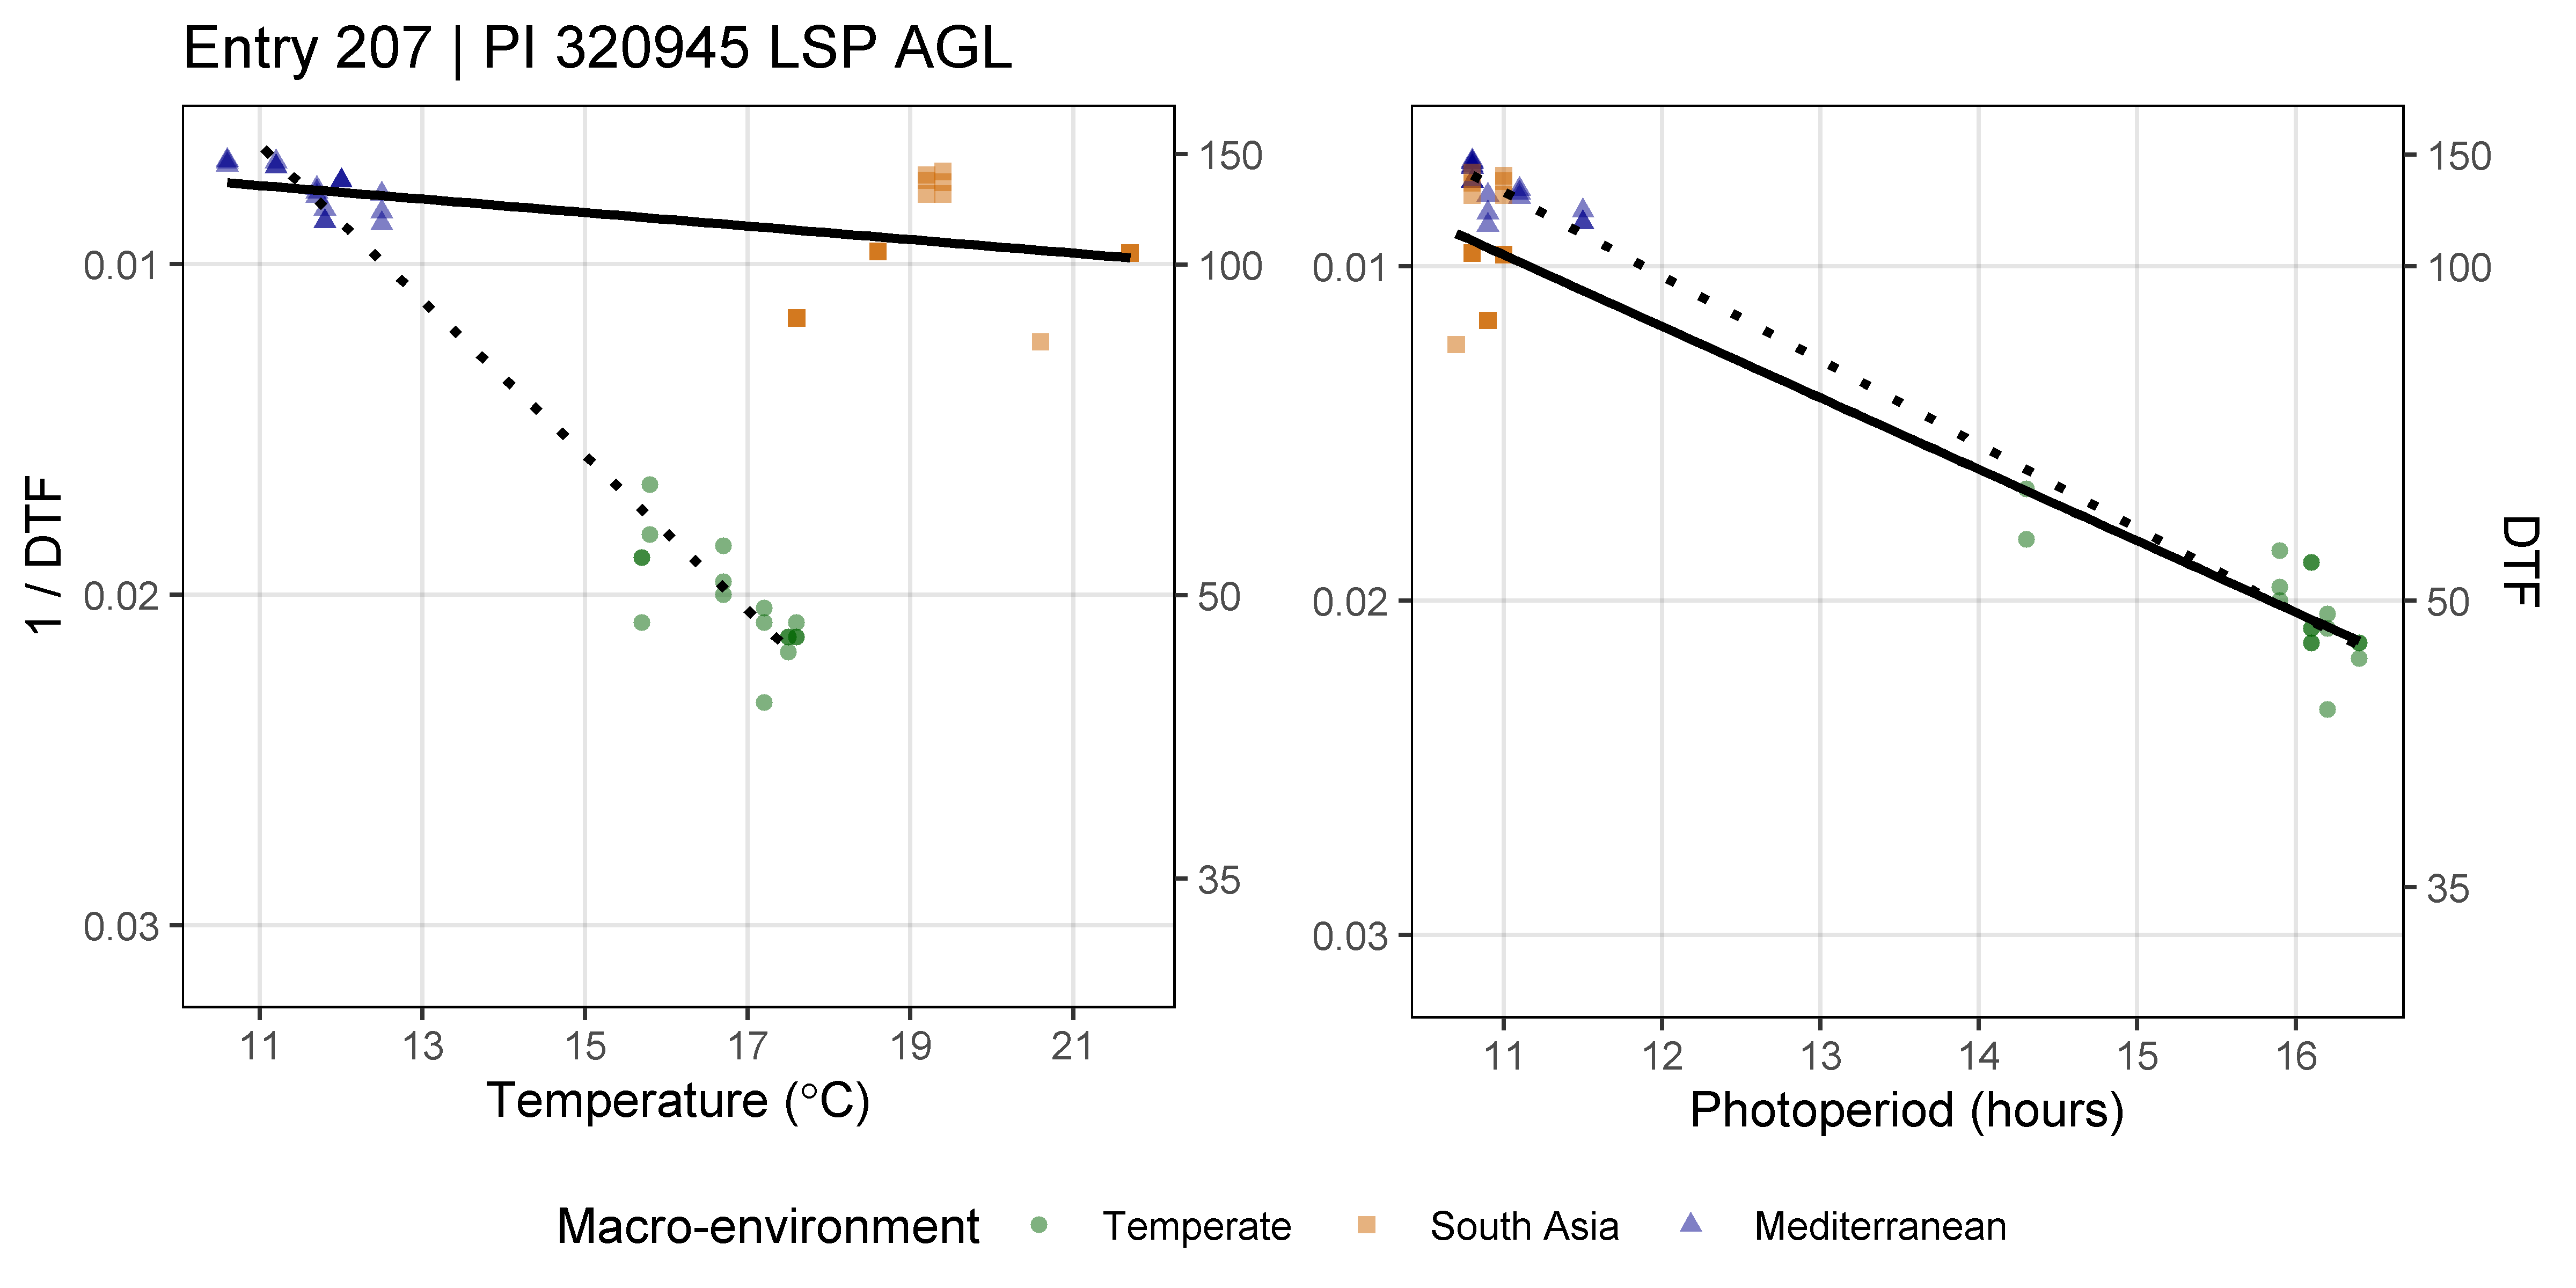 Entry 207 | PI 320945 LSP AGL
1 / DTF
0.01
0.02
0.03
150
100
50
35
11 13 15 17 19 21
Temperature (°C)
0.01
0.02
0.03
150
100
50
35
DTF
11 12 13 14 15 16
Photoperiod (hours)
Macro-environment Temperate South Asia Mediterranean